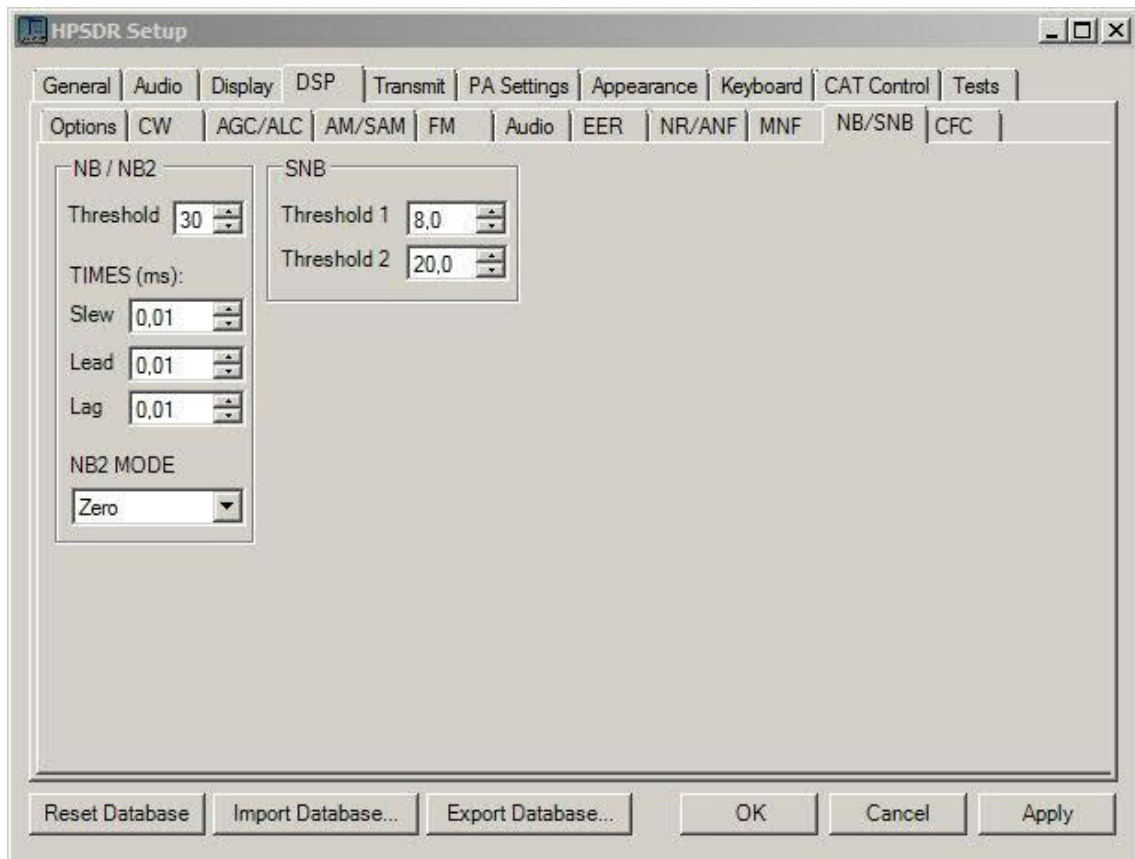 HPSDR Setup
General Audio Display DSP Transmit PA Settings Appearance Keyboard CAT Control Tests
Options CW AGC/ALC AM/SAM FM Audio EER NR/ANF MNF NB/SNB CFC
NB / NB2 SNB
Threshold 30 Threshold 1 8,0
Threshold 2 20,0
TIMES (ms):
Slew 0,01
Lead 0,01
Lag 0,01
NB2 MODE
Zero
Reset Database Import Database... Export Database... OK Cancel Apply